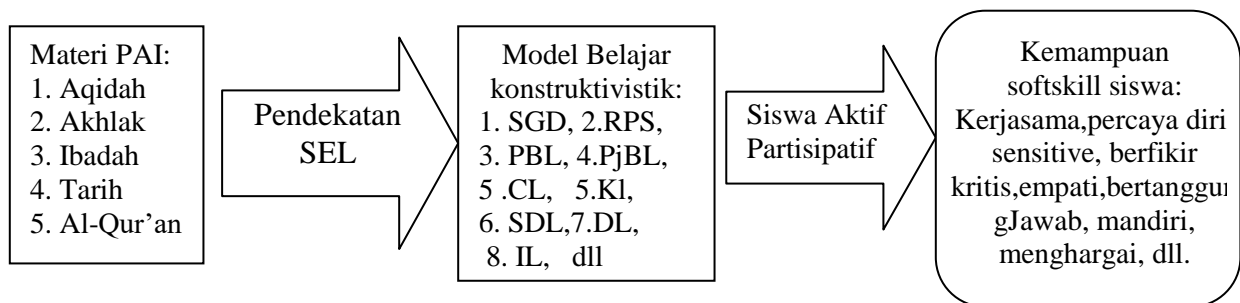 Materi PAI:
1. Aqidah
2. Akhlak
3. Ibadah
4. Tarih
5. Al-Qur’an
Pendekatan
SEL
Model Belajar
konstruktivistik:
1. SGD, 2.RPS,
3. PBL, 4.PjBL,
5 .CL, 5.Kl,
6. SDL,7.DL,
8. IL, dll
Siswa Aktif
Partisipatif
Kemampuan
softskill siswa:
Kerjasama,percaya diri
sensitive, berfikir
kritis,empati,bertanggun
gJawab, mandiri,
menghargai, dll.